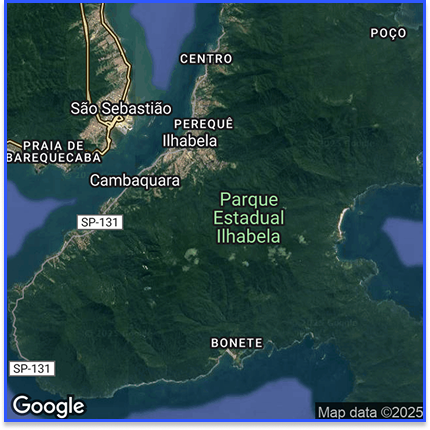 POÇO
CENTRO
São Sebastião
PEREQUÊ
Ilhabela
PRAIA DE
BAREQUEÇABA
Cambaquara
Parque
Estadual
Ilhabela
SP-131
BONETE
SP-131
Google
Map data ©2025